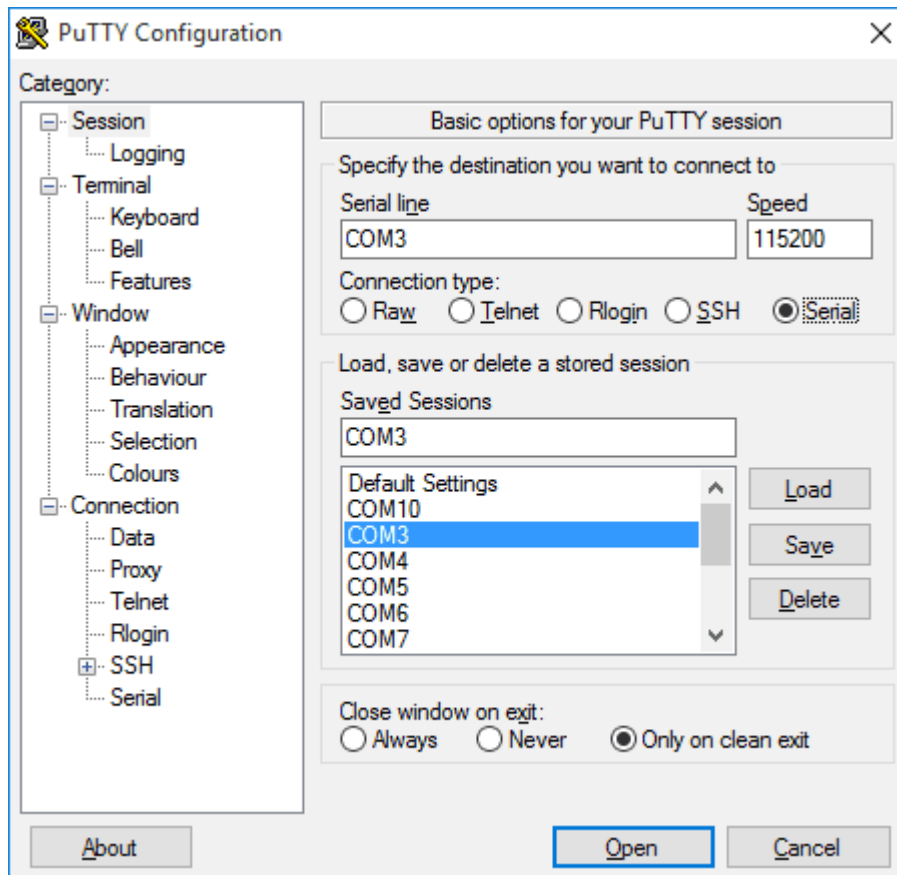 PuTTY Configuration
Category:
Session
Logging
Terminal
Keyboard
Bell
Features
Window
Appearance
Behaviour
Translation
Selection
Colours
Connection
Data
Proxy
Telnet
Rlogin
SSH
Serial
Basic options for your PuTTY session
Specify the destination you want to connect to
Serial line Speed
COM3 115200
Connection type:
Raw Telnet Rlogin SSH Serial
Load, save or delete a stored session
Saved Sessions
COM3
Default Settings
COM10
COM3
COM4
COM5
COM6
COM7
Load
Save
Delete
Close window on exit:
Always Never Only on clean exit
About Open Cancel